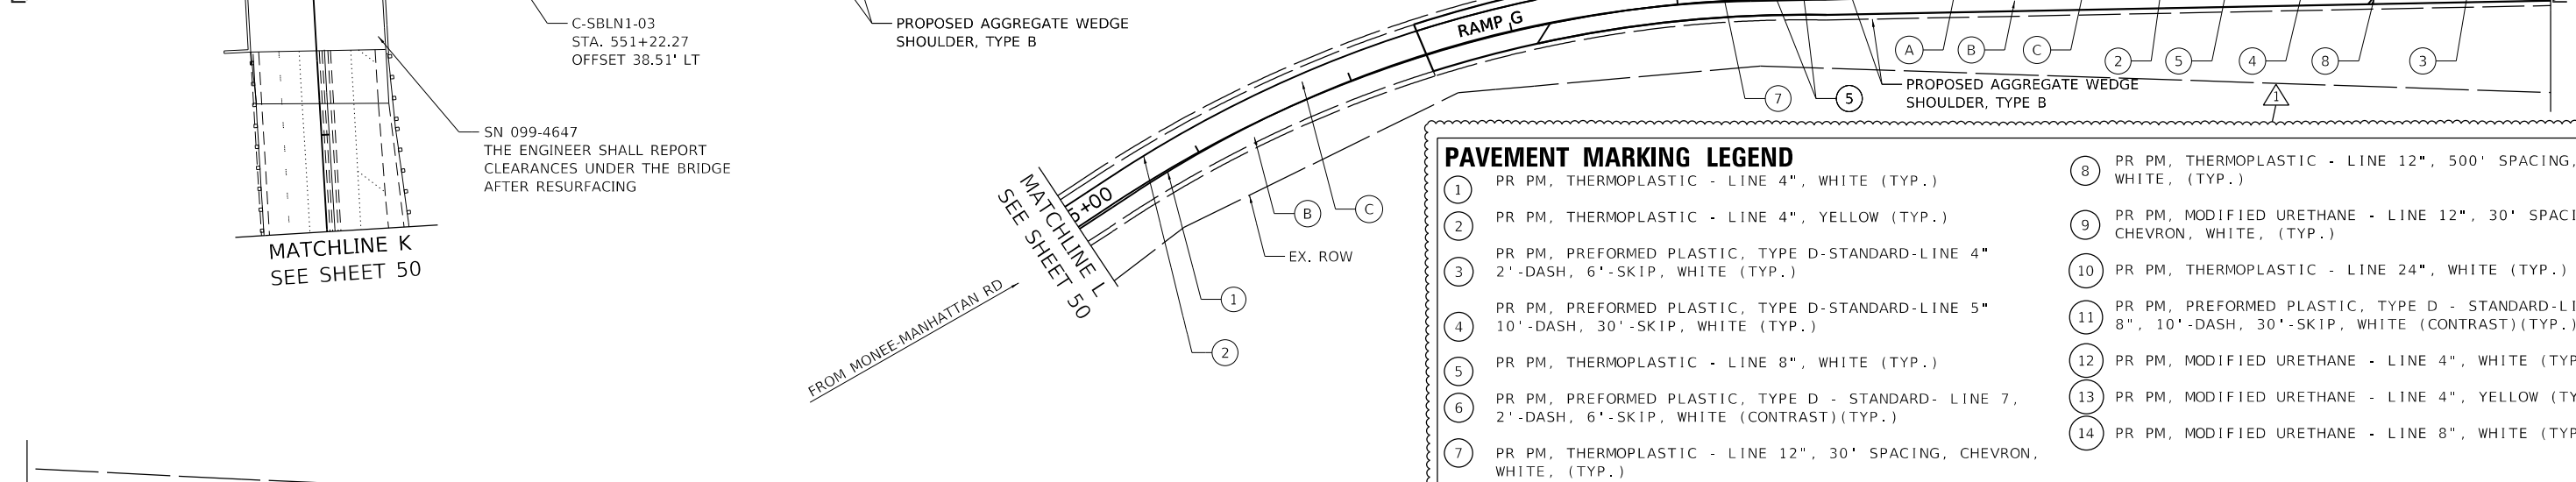 C-SBLN1-03
STA. 551+22.27
OFFSET 38.51' LT
PROPOSED AGGREGATE WEDGE
SHOULDER, TYPE B
SN 099-4647
THE ENGINEER SHALL REPORT
CLEARANCES UNDER THE BRIDGE
AFTER RESURFACING
MATCHLINE K
SEE SHEET 50
FROM MONEE-MANHATTAN RD
MATCHLINE L
SEE SHEET 50
5+00
RAMP G
EX. ROW
B
C
1
2
A
B
C
2
5
4
8
3
7
5
PROPOSED AGGREGATE WEDGE
SHOULDER, TYPE B
1
PAVEMENT MARKING LEGEND
1 PR PM, THERMOPLASTIC - LINE 4", WHITE (TYP.)
2 PR PM, THERMOPLASTIC - LINE 4", YELLOW (TYP.)
3 PR PM, PREFORMED PLASTIC, TYPE D-STANDARD-LINE 4"
2'-DASH, 6'-SKIP, WHITE (TYP.)
4 PR PM, PREFORMED PLASTIC, TYPE D-STANDARD-LINE 5"
10'-DASH, 30'-SKIP, WHITE (TYP.)
5 PR PM, THERMOPLASTIC - LINE 8", WHITE (TYP.)
6 PR PM, PREFORMED PLASTIC, TYPE D - STANDARD- LINE 7,
2'-DASH, 6'-SKIP, WHITE (CONTRAST)(TYP.)
7 PR PM, THERMOPLASTIC - LINE 12", 30' SPACING, CHEVRON,
WHITE, (TYP.)
8 PR PM, THERMOPLASTIC - LINE 12", 500' SPACING,
WHITE, (TYP.)
9 PR PM, MODIFIED URETHANE - LINE 12", 30' SPACI
CHEVRON, WHITE, (TYP.)
10 PR PM, THERMOPLASTIC - LINE 24", WHITE (TYP.)
11 PR PM, PREFORMED PLASTIC, TYPE D - STANDARD-LI
8", 10'-DASH, 30'-SKIP, WHITE (CONTRAST)(TYP.)
12 PR PM, MODIFIED URETHANE - LINE 4", WHITE (TYP
13 PR PM, MODIFIED URETHANE - LINE 4", YELLOW (TY
14 PR PM, MODIFIED URETHANE - LINE 8", WHITE (TYP